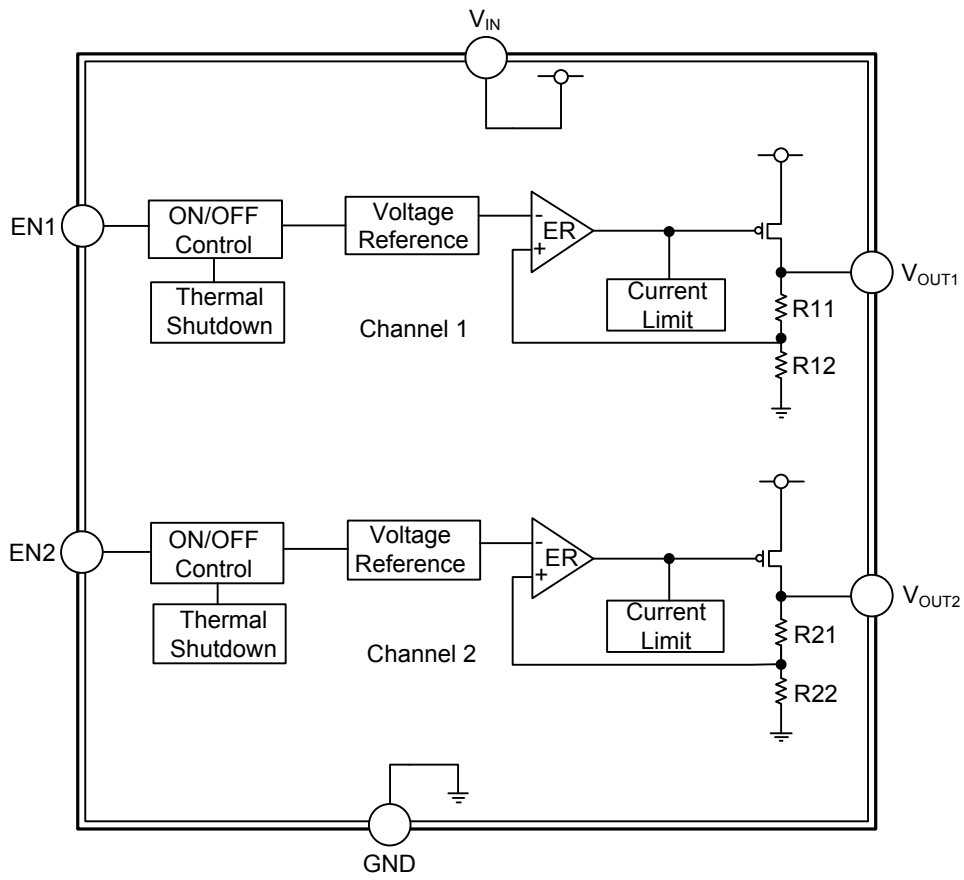 VIN
EN1
ON/OFF
Control
Thermal
Shutdown
Voltage
Reference
-
ER
+
Current
Limit
Channel 1
VOUT1
R11
R12
EN2
ON/OFF
Control
Thermal
Shutdown
Voltage
Reference
-
ER
+
Current
Limit
Channel 2
VOUT2
R21
R22
GND